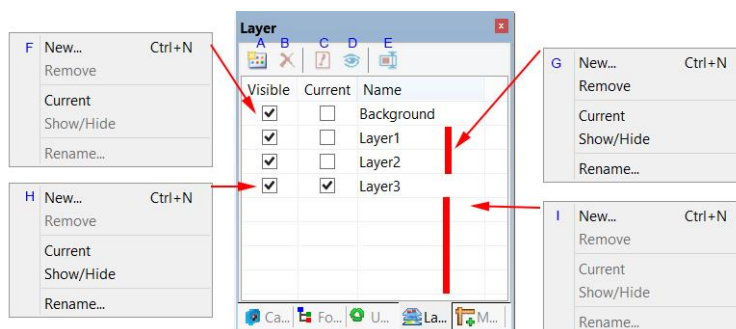 Layer
A B C D E
Visible Current Name
Background
Layer1
Layer2
Layer3
Ca... Fo... U... La... M...
F New... Ctrl+N
Remove
Current
Show/Hide
Rename...
G New... Ctrl+N
Remove
Current
Show/Hide
Rename...
H New... Ctrl+N
Remove
Current
Show/Hide
Rename...
I New... Ctrl+N
Remove
Current
Show/Hide
Rename...